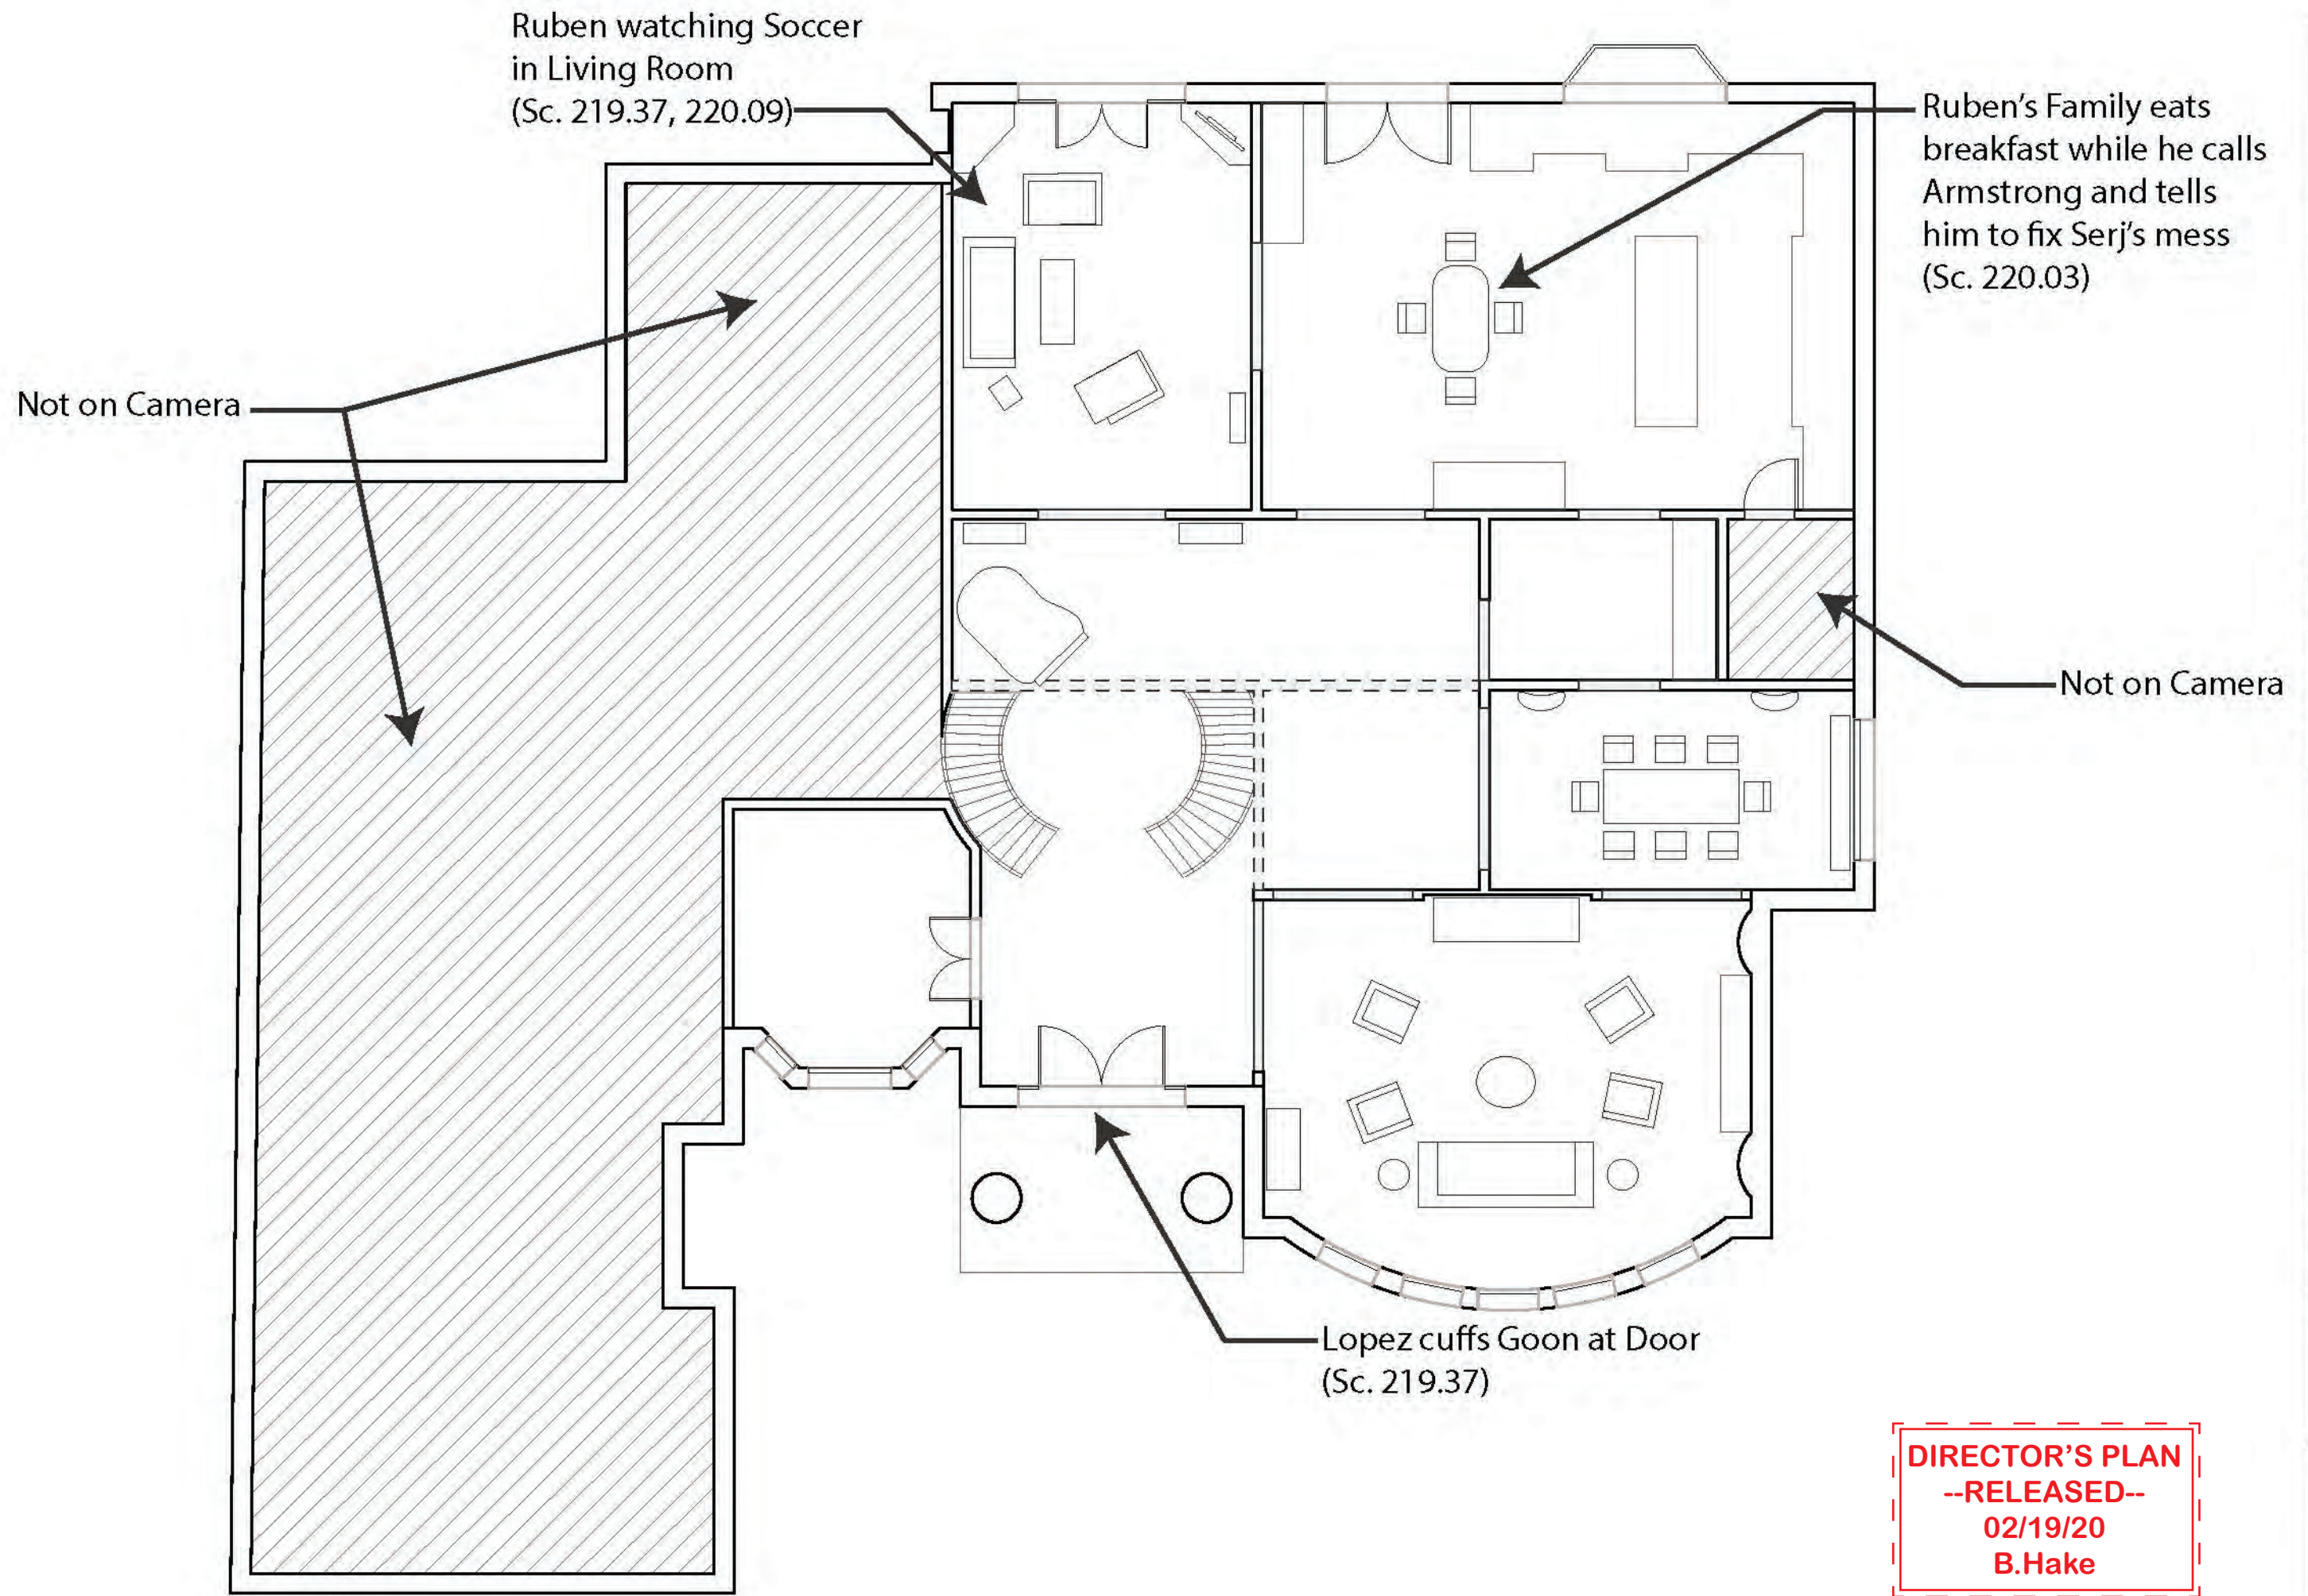 Ruben watching Soccer
in Living Room
(Sc. 219.37, 220.09)
Ruben’s Family eats
breakfast while he calls
Armstrong and tells
him to fix Serj’s mess
(Sc. 220.03)
Not on Camera
Not on Camera
Lopez cuffs Goon at Door
(Sc. 219.37)
DIRECTOR’S PLAN
--RELEASED--
02/19/20
B.Hake